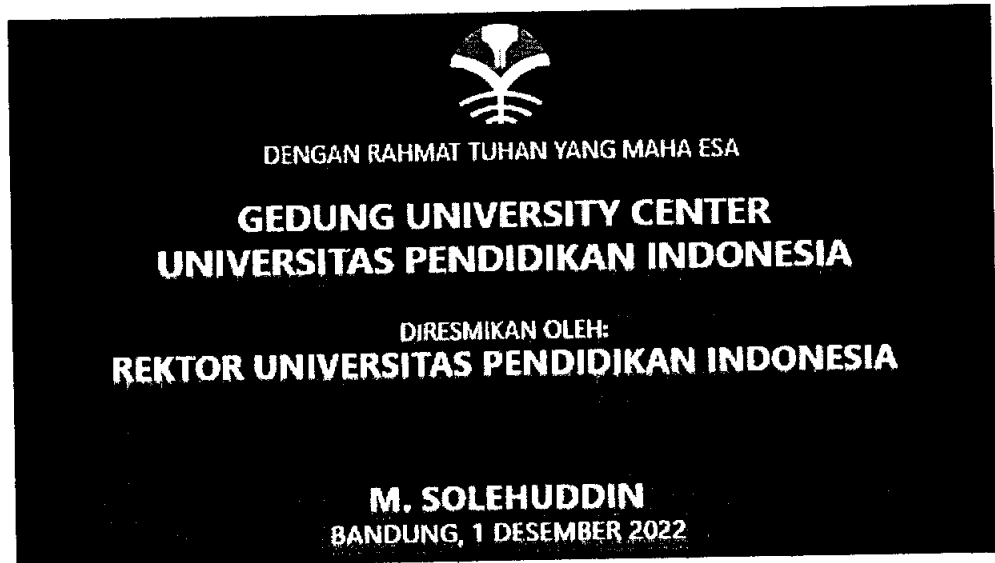 DENGAN RAHMAT TUHAN YANG MAHA ESA
GEDUNG UNIVERSITY CENTER
UNIVERSITAS PENDIDIKAN INDONESIA
DIRESMIKAN OLEH:
REKTOR UNIVERSITAS PENDIDIKAN INDONESIA
M. SOLEHUDDIN
BANDUNG, 1 DESEMBER 2022